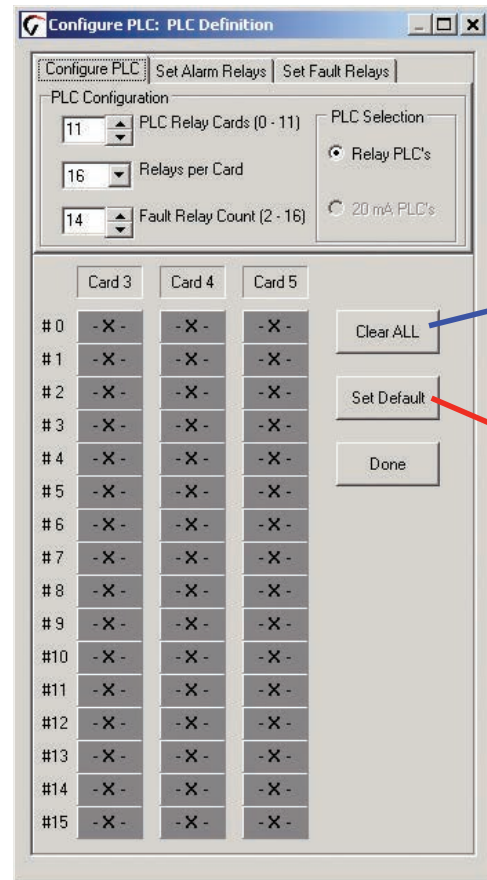 Configure PLC: PLC Definition
Configure PLC Set Alarm Relays Set Fault Relays
PLC Configuration
11 PLC Relay Cards (0 - 11)
16 Relays per Card
14 Fault Relay Count (2 - 16)
PLC Selection
Relay PLC's
20 mA PLC's
Card 3 Card 4 Card 5
#0 - X - - X - - X -
#1 - X - - X - - X -
#2 - X - - X - - X -
#3 - X - - X - - X -
#4 - X - - X - - X -
#5 - X - - X - - X -
#6 - X - - X - - X -
#7 - X - - X - - X -
#8 - X - - X - - X -
#9 - X - - X - - X -
#10 - X - - X - - X -
#11 - X - - X - - X -
#12 - X - - X - - X -
#13 - X - - X - - X -
#14 - X - - X - - X -
#15 - X - - X - - X -
Clear ALL
Set Default
Done